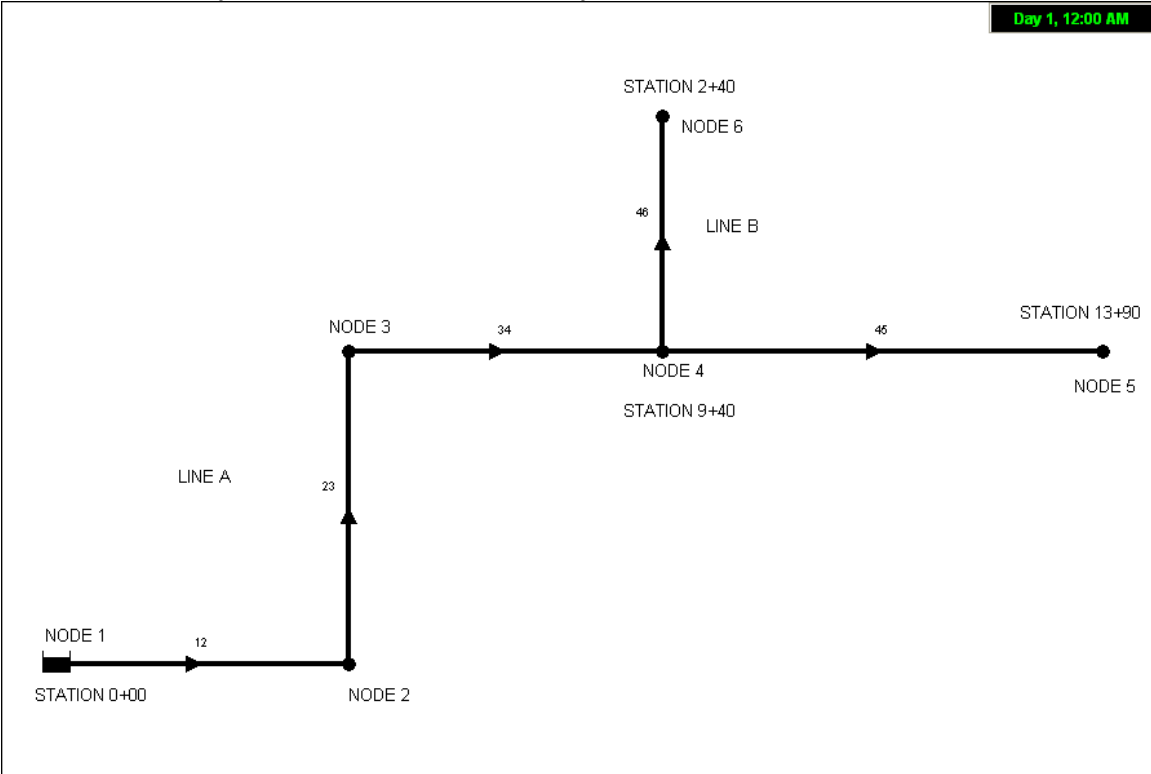 Day 1, 12:00 AM
STATION 2+40
NODE 6
46
LINE B
STATION 13+90
NODE 3
34
45
NODE 4
NODE 5
STATION 9+40
LINE A
23
NODE 1
12
STATION 0+00
NODE 2